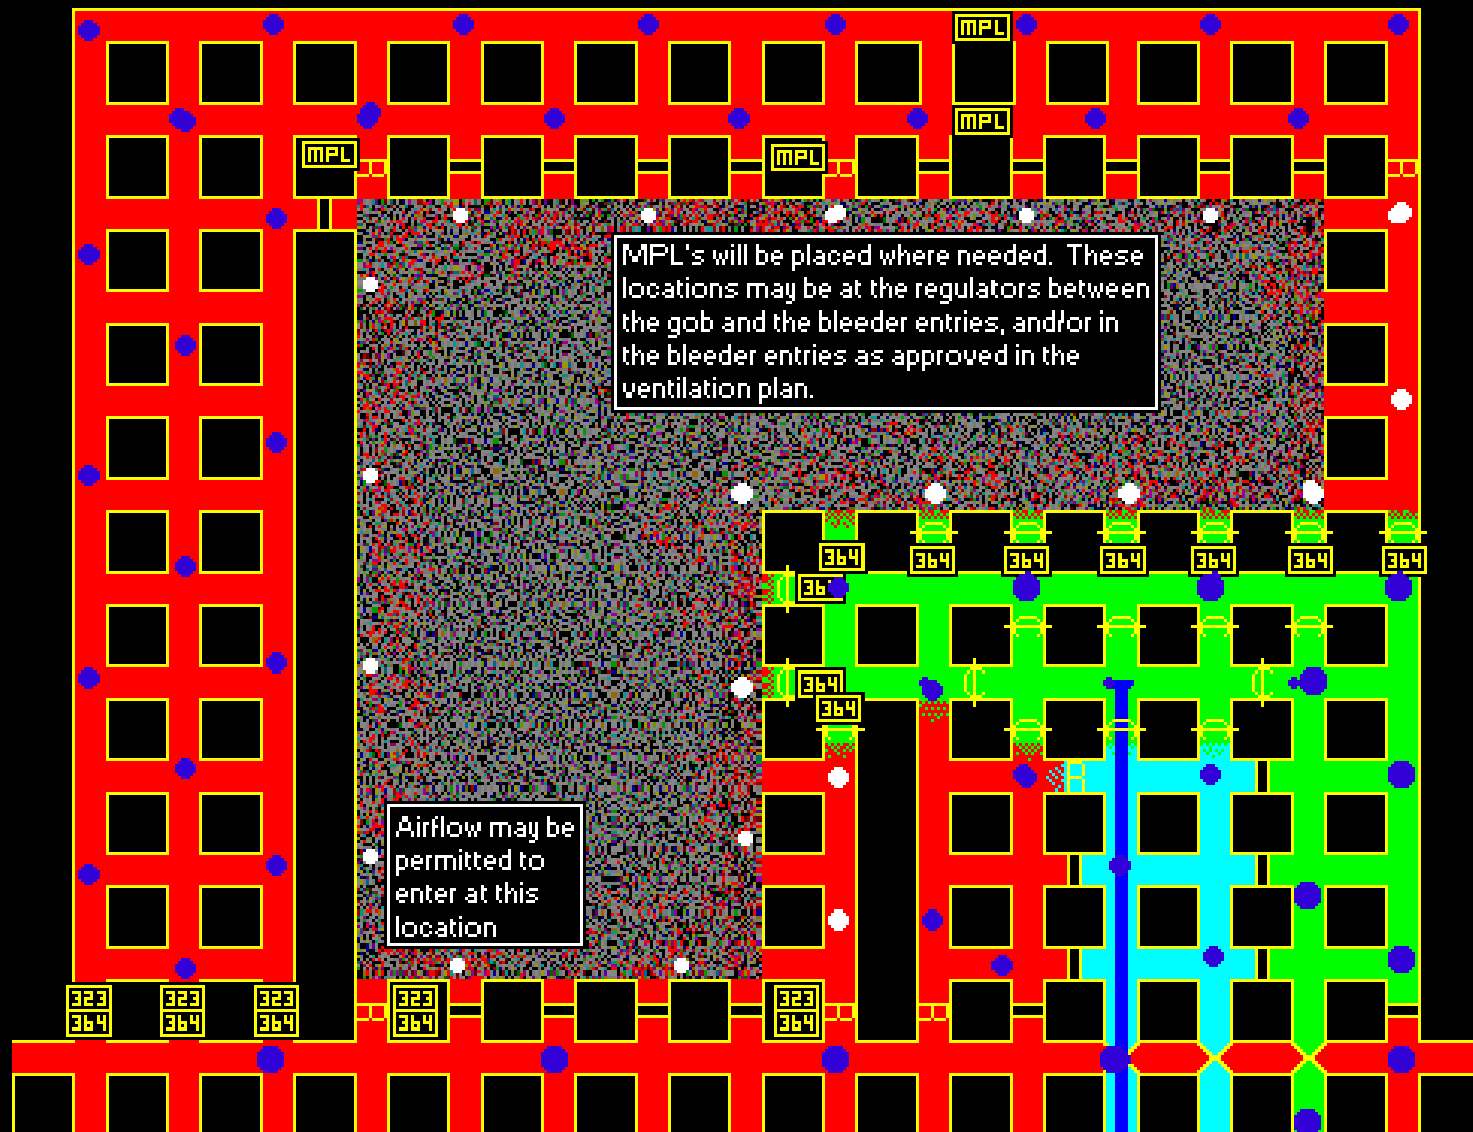 MPL
MPL
MPL
MPL
MPL's will be placed where needed. These
locations may be at the regulators between
the gob and the bleeder entries, and/or in
the bleeder entries as approved in the
ventilation plan.
364
364
364
364
364
364
364
364
364
Airflow may be
permitted to
enter at this
location
323
364
323
364
323
364
323
364
323
364